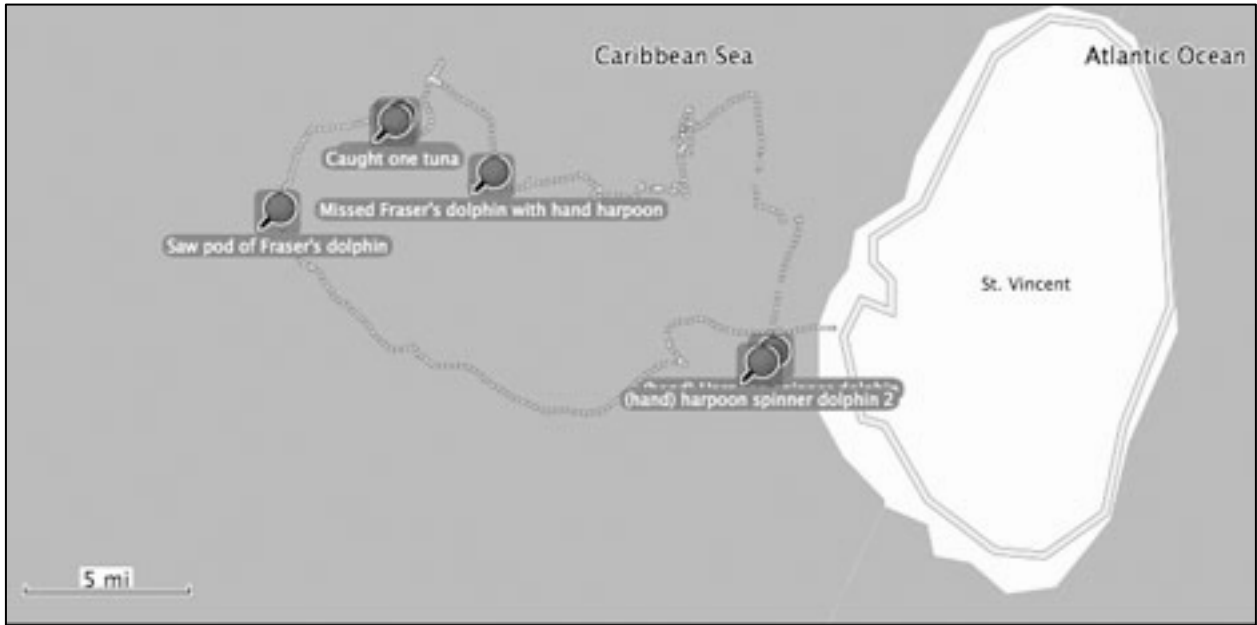 Caribbean Sea
Atlantic Ocean
Caught one tuna
Missed Fraser's dolphin with hand harpoon
Saw pod of Fraser's dolphin
St. Vincent
(hand) harpoon spinner dolphin 2
5 mi